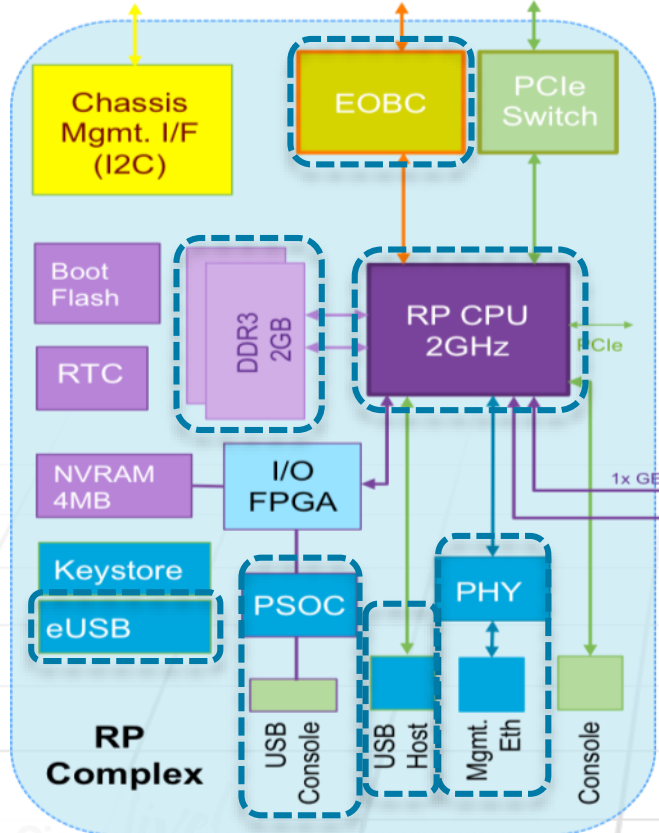 Chassis
Mgmt. I/F
(I2C)
EOBC
PCIe
Switch
Boot
Flash
DDR3
2GB
RP CPU
2GHz
PCIe
RTC
NVRAM
4MB
I/O
FPGA
1x GE
Keystore
eUSB
PSOC
PHY
RP
Complex
USB
Console
USB
Host
Mgmt.
Eth
Console